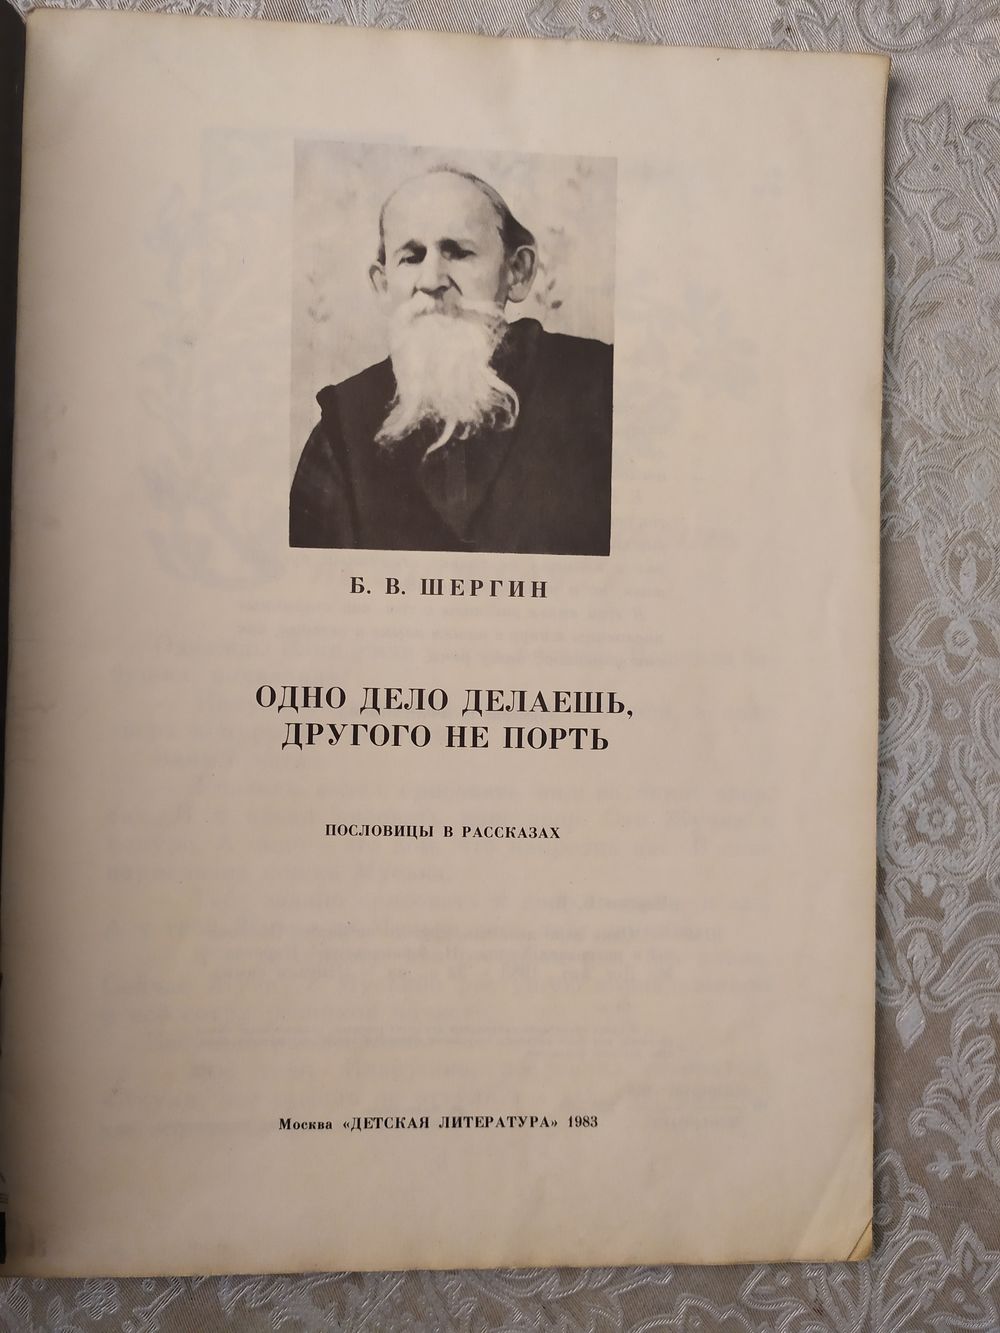 Б. В. ШЕРГИН
ОДНО ДЕЛО ДЕЛАЕШЬ,
ДРУГОГО НЕ ПОРТЬ
ПОСЛОВИЦЫ В РАССКАЗАХ
Москва «ДЕТСКАЯ ЛИТЕРАТУРА» 1983